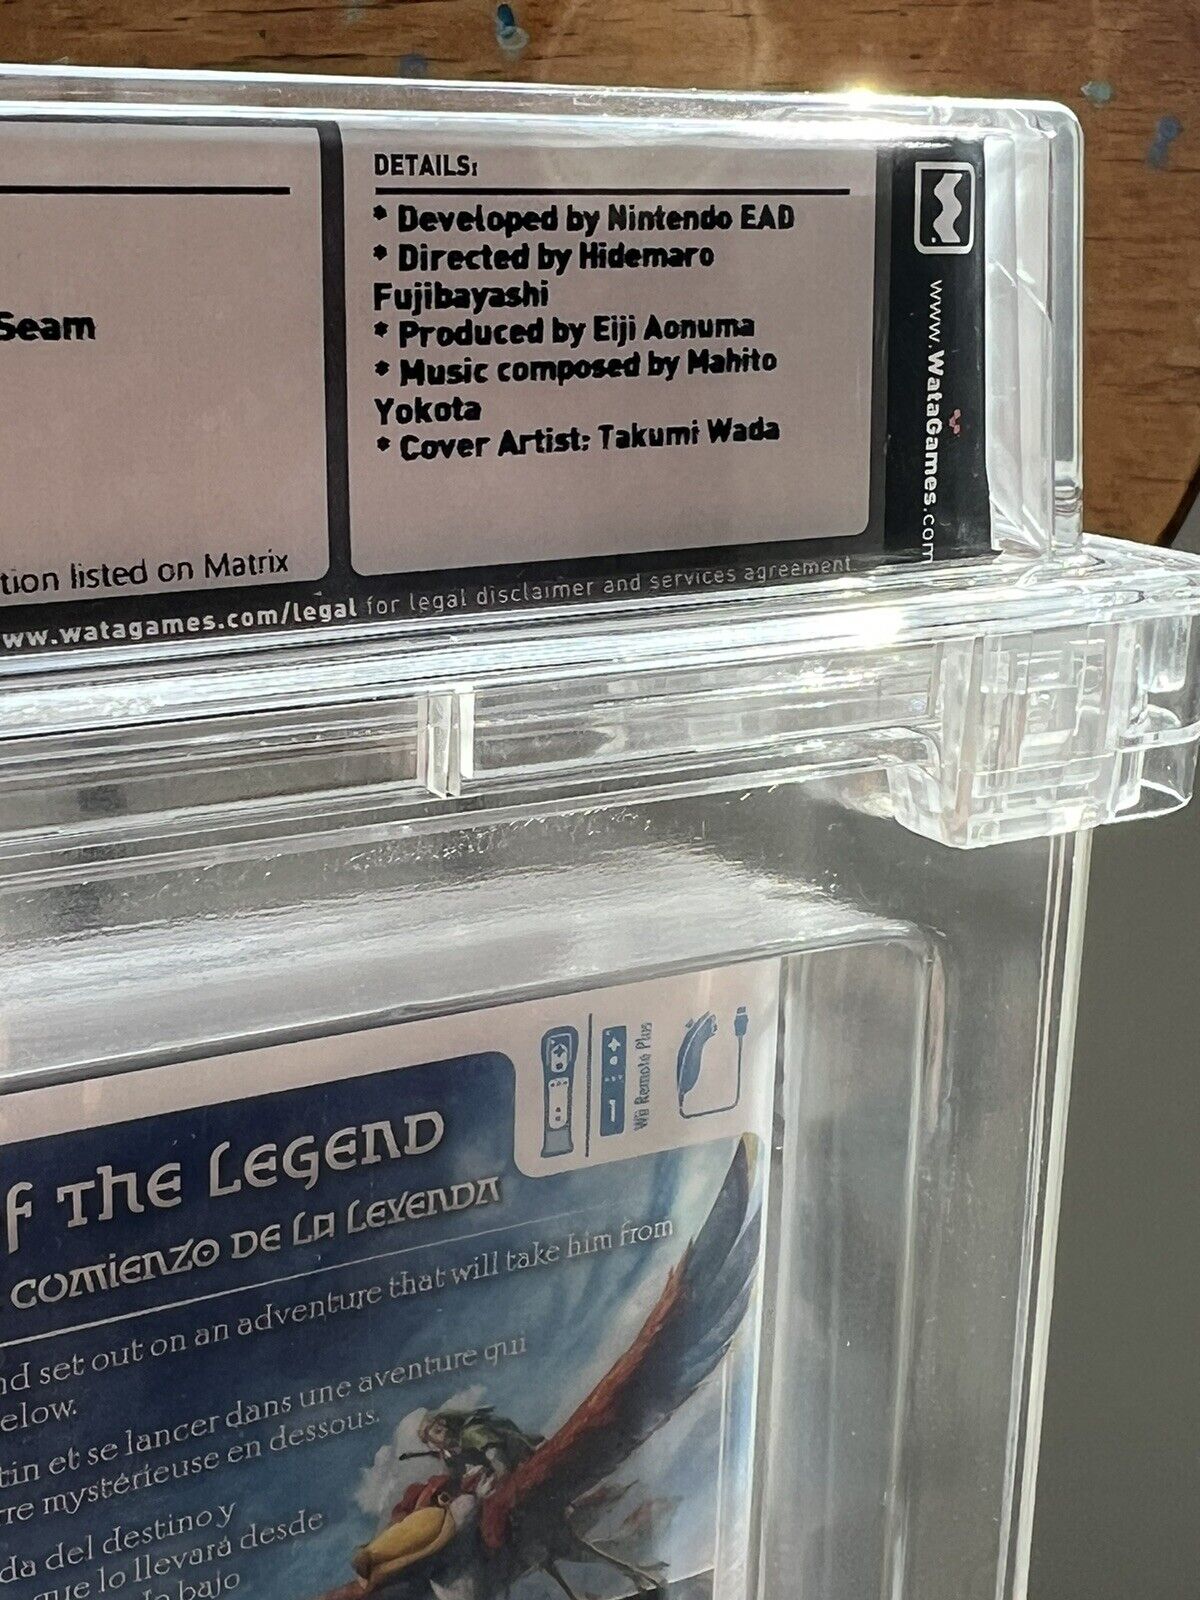 DETAILS:
* Developed by Nintendo EAD
* Directed by Hidemaro
Fujibayashi
* Produced by Eiji Aonuma
* Music composed by Mahito
Yokota
* Cover Artist: Takumi Wada
Seam
tion listed on Matrix
ww.watagames.com/legal for legal disclaimer and services agreement
www.WataGames.com
Wii Remote Plus
f the Legend
comienzo de la leyenda
nd set out on an adventure that will take him from
elow.
tin et se lancer dans une aventure qui
re mystérieuse en dessous.
da del destino y
que lo llevará desde
bajo